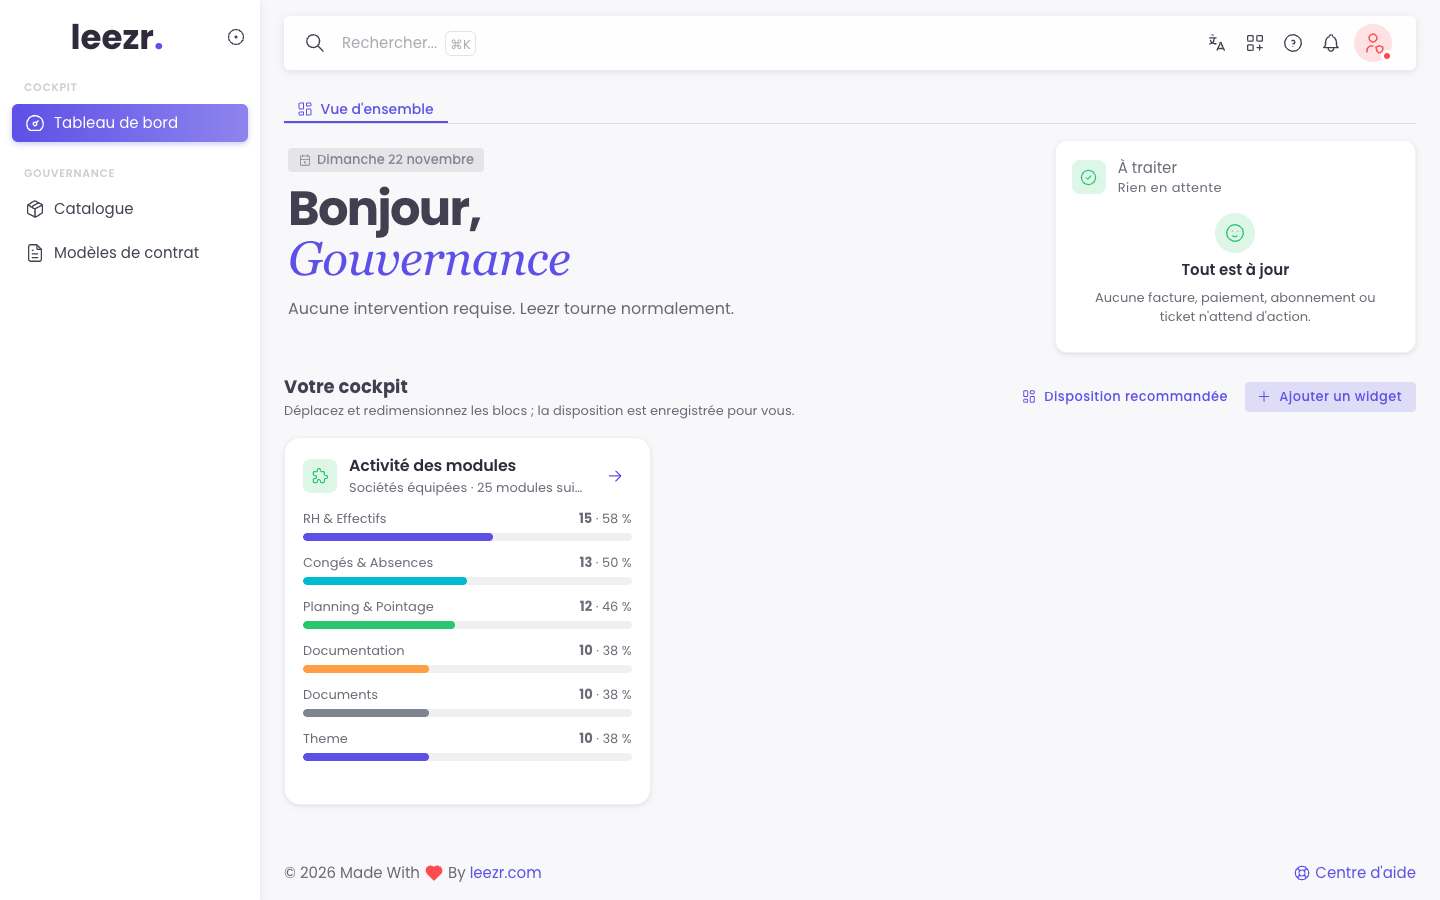 leezr.
Rechercher... ⌘K
COCKPIT
Tableau de bord
GOUVERNANCE
Catalogue
Modèles de contrat
Vue d'ensemble
Dimanche 22 novembre
Bonjour,
Gouvernance
Aucune intervention requise. Leezr tourne normalement.
À traiter
Rien en attente
Tout est à jour
Aucune facture, paiement, abonnement ou
ticket n'attend d'action.
Votre cockpit
Déplacez et redimensionnez les blocs ; la disposition est enregistrée pour vous.
Disposition recommandée
Ajouter un widget
Activité des modules
Sociétés équipées · 25 modules sui...
RH & Effectifs 15 · 58 %
Congés & Absences 13 · 50 %
Planning & Pointage 12 · 46 %
Documentation 10 · 38 %
Documents 10 · 38 %
Theme 10 · 38 %
© 2026 Made With By leezr.com
Centre d'aide